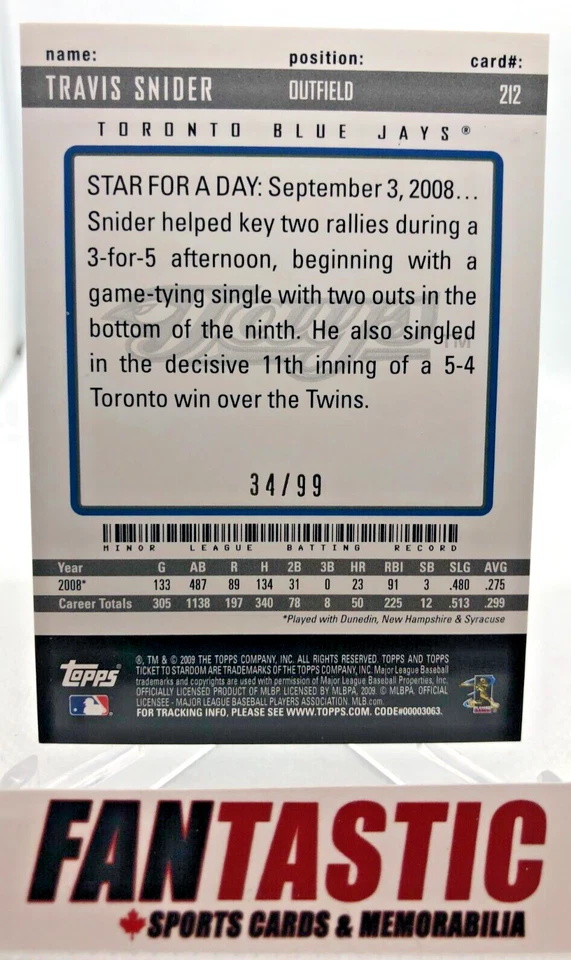 name: position: card#:
TRAVIS SNIDER OUTFIELD 212
TORONTO BLUE JAYS®
STAR FOR A DAY: September 3, 2008...
Snider helped key two rallies during a
3-for-5 afternoon, beginning with a
game-tying single with two outs in the
bottom of the ninth. He also singled
in the decisive 11th inning of a 5-4
Toronto win over the Twins.
Jays TM
34/99
MINOR LEAGUE BATTING RECORD
Year G AB R H 2B 3B HR RBI SB SLG AVG
2008* 133 487 89 134 31 0 23 91 3 .480 .275
Career Totals 305 1138 197 340 78 8 50 225 12 .513 .299
*Played with Dunedin, New Hampshire & Syracuse
Topps
®, TM & © 2009 THE TOPPS COMPANY, INC. ALL RIGHTS RESERVED. TOPPS AND TOPPS
TICKET TO STARDOM ARE TRADEMARKS OF THE TOPPS COMPANY, INC. Major League Baseball
trademarks and copyrights are used with permission of Major League Baseball Properties, Inc.
OFFICIALLY LICENSED PRODUCT OF MLBP. LICENSED BY MLBPA, 2009. © MLBPA, OFFICIAL
LICENSEE - MAJOR LEAGUE BASEBALL PLAYERS ASSOCIATION. MLB.com.
FOR TRACKING INFO, PLEASE SEE WWW.TOPPS.COM. CODE#00003063.
FANTASTIC
SPORTS CARDS & MEMORABILIA